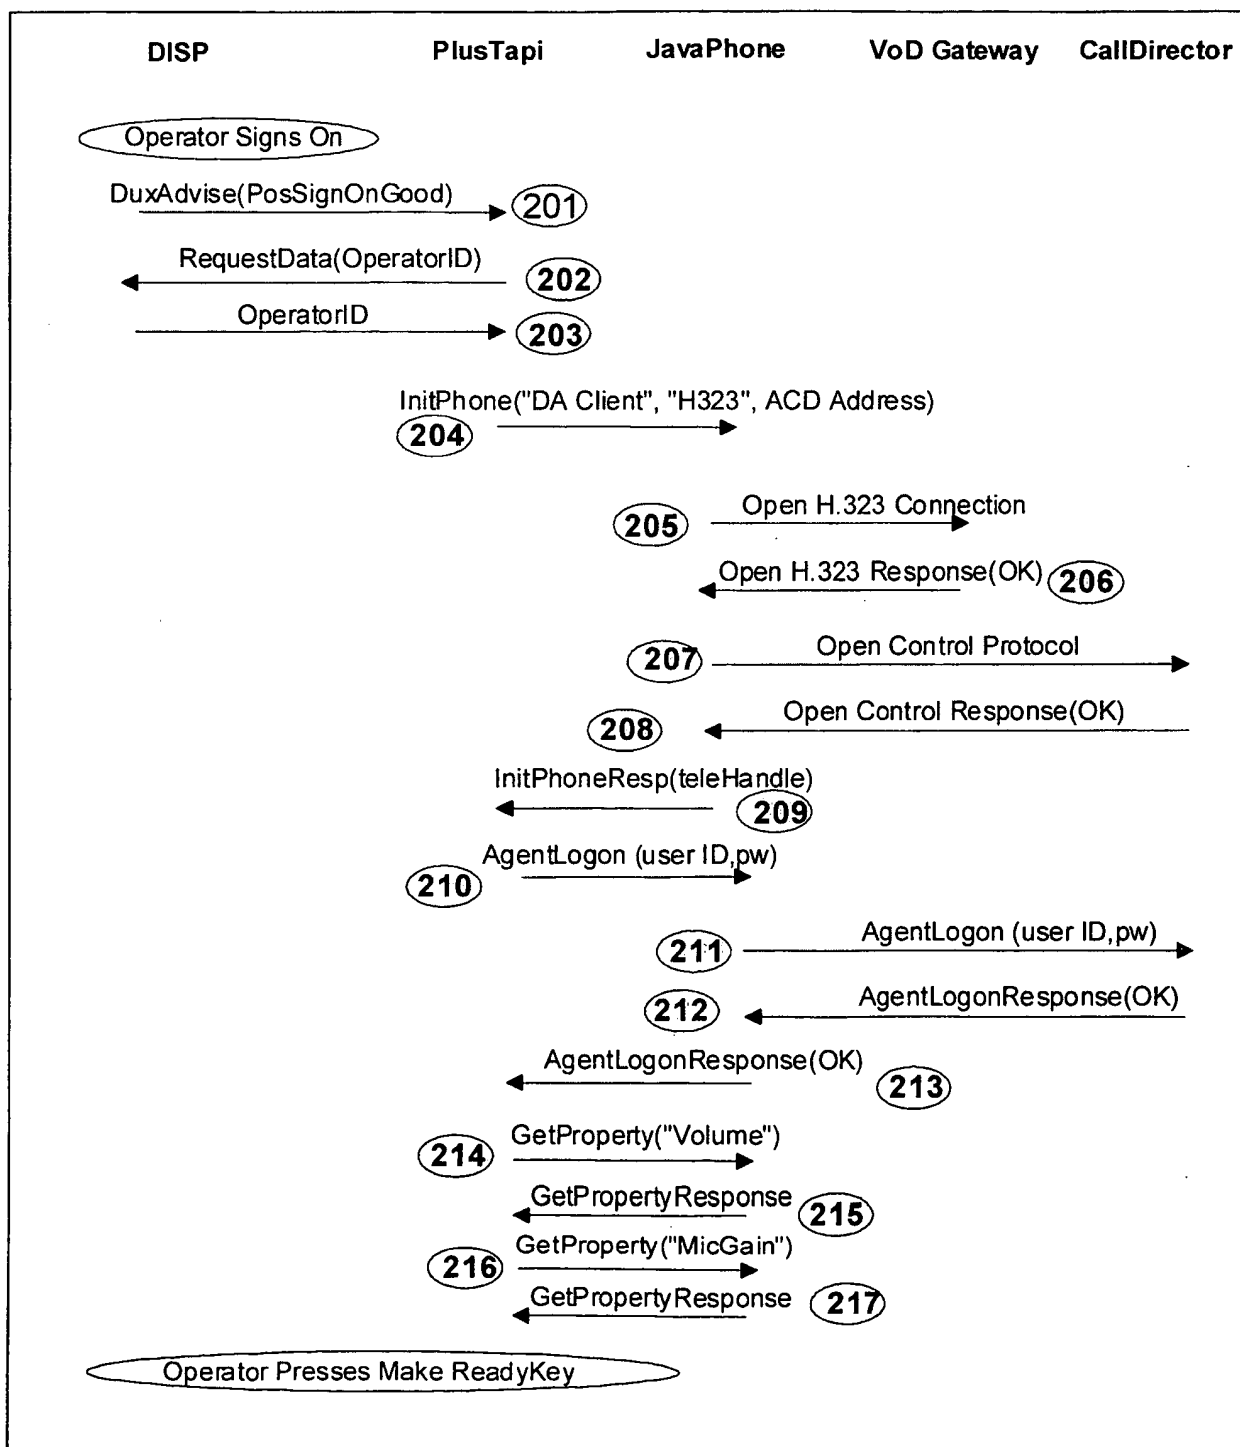 DISP PlusTapi JavaPhone VoD Gateway CallDirector
Operator Signs On
DuxAdvise(PosSignOnGood)
201
RequestData(OperatorID)
202
OperatorID
203
InitPhone("DA Client", "H323", ACD Address)
204
Open H.323 Connection
205
Open H.323 Response(OK)
206
Open Control Protocol
207
Open Control Response(OK)
208
InitPhoneResp(teleHandle)
209
AgentLogon (user ID,pw)
210
AgentLogon (user ID,pw)
211
AgentLogonResponse(OK)
212
AgentLogonResponse(OK)
213
GetProperty("Volume")
214
GetPropertyResponse
215
GetProperty("MicGain")
216
GetPropertyResponse
217
Operator Presses Make ReadyKey